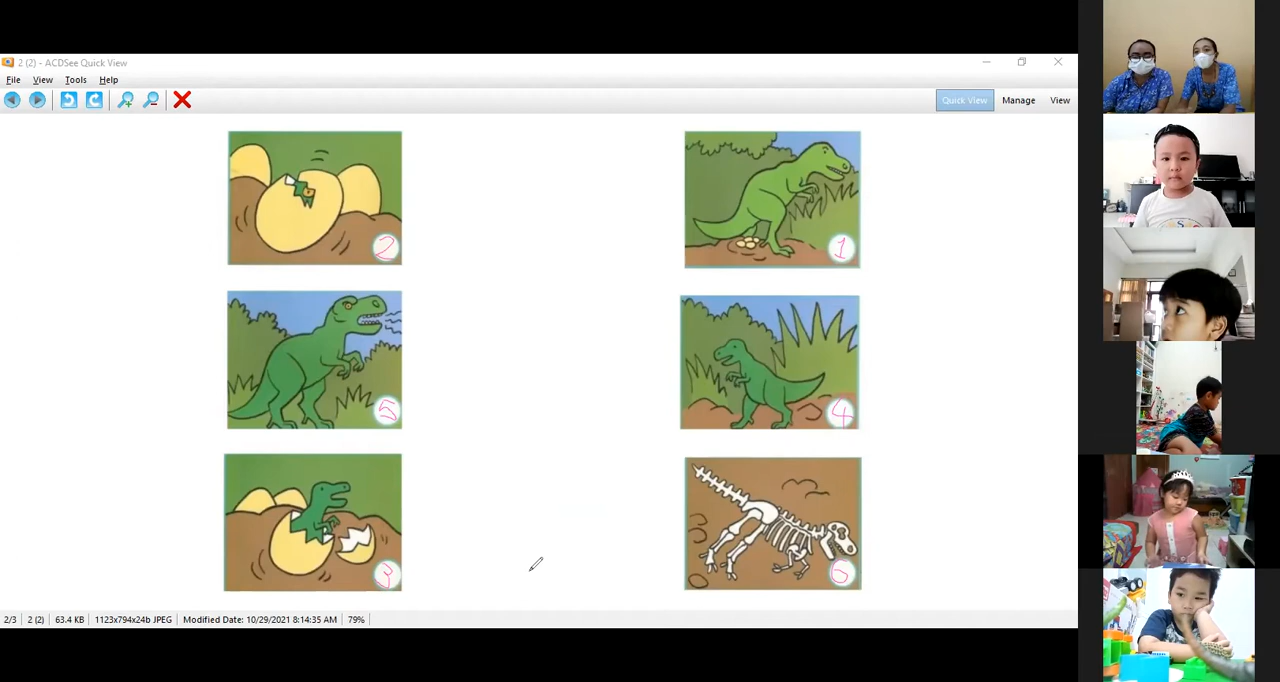 2 (2) - ACDSee Quick View
File View Tools Help
Quick View Manage View
2
1
5
4
3
6
2/3 2 (2) 63.4 KB 1123x794x24b JPEG Modified Date: 10/29/2021 8:14:35 AM 79%